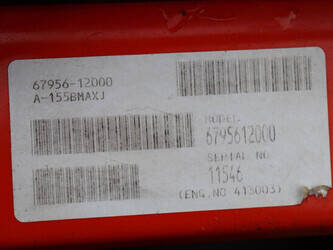 67956-12000
A-155BMAXJ
MODEL
6795612000
SERIAL NO
11546
(ENG.NO 413003)